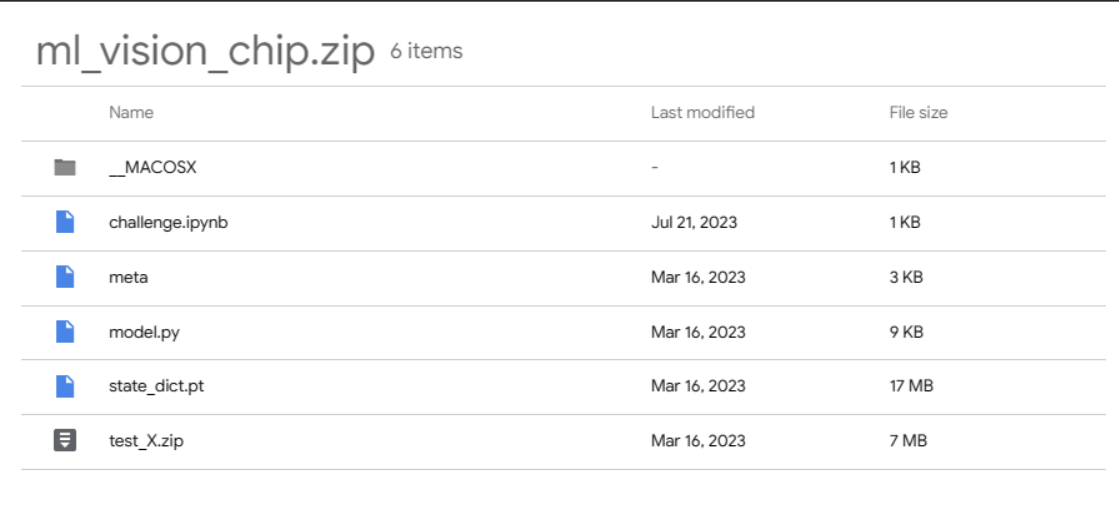 ml_vision_chip.zip 6 items
Name Last modified File size
__MACOSX - 1 KB
challenge.ipynb Jul 21, 2023 1 KB
meta Mar 16, 2023 3 KB
model.py Mar 16, 2023 9 KB
state_dict.pt Mar 16, 2023 17 MB
test_X.zip Mar 16, 2023 7 MB